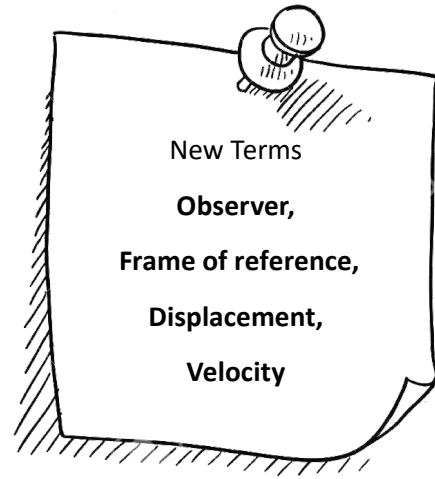 New Terms
Observer,
Frame of reference,
Displacement,
Velocity